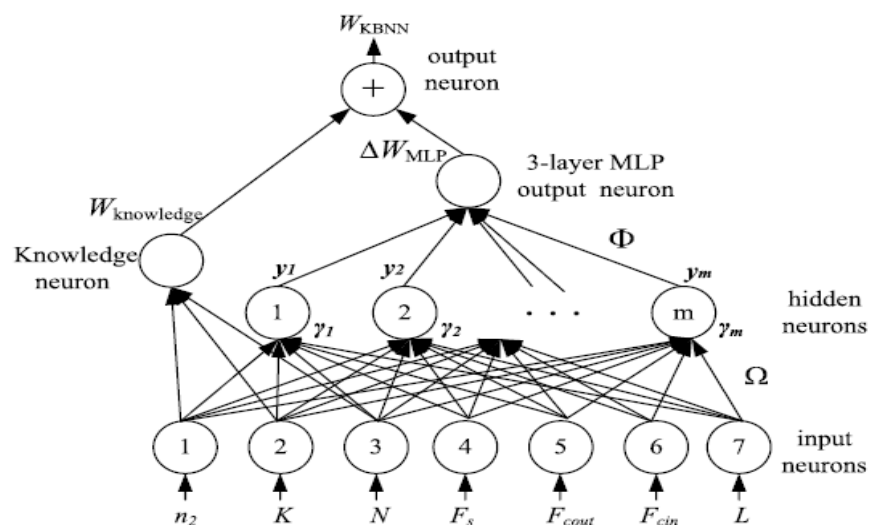 W_KBNN
output
neuron
+
ΔW_MLP
3-layer MLP
output neuron
W_knowledge
Knowledge
neuron
Φ
y1 y2 ym
1 2 . . . m
γ1 γ2 γm
hidden
neurons
Ω
1 2 3 4 5 6 7
input
neurons
n2 K N Fs Fcout Fcin L